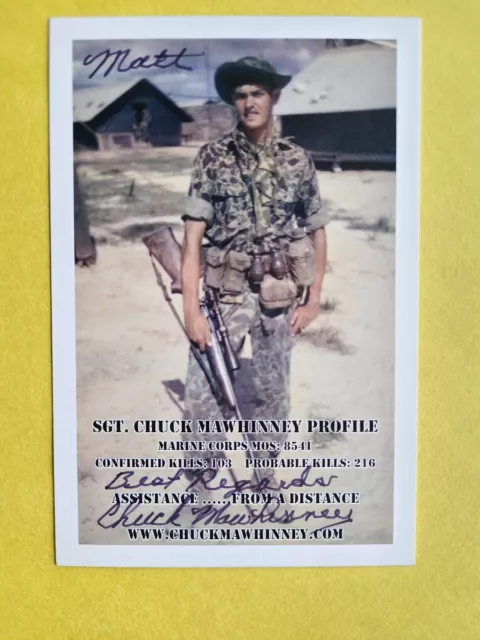 Matt
SGT. CHUCK MAWHINNEY PROFILE
MARINE CORPS MOS: 8541
CONFIRMED KILLS: 103 PROBABLE KILLS: 216
Best Regards
ASSISTANCE ..... FROM A DISTANCE
Chuck Mawhinney
WWW.CHUCKMAWHINNEY.COM